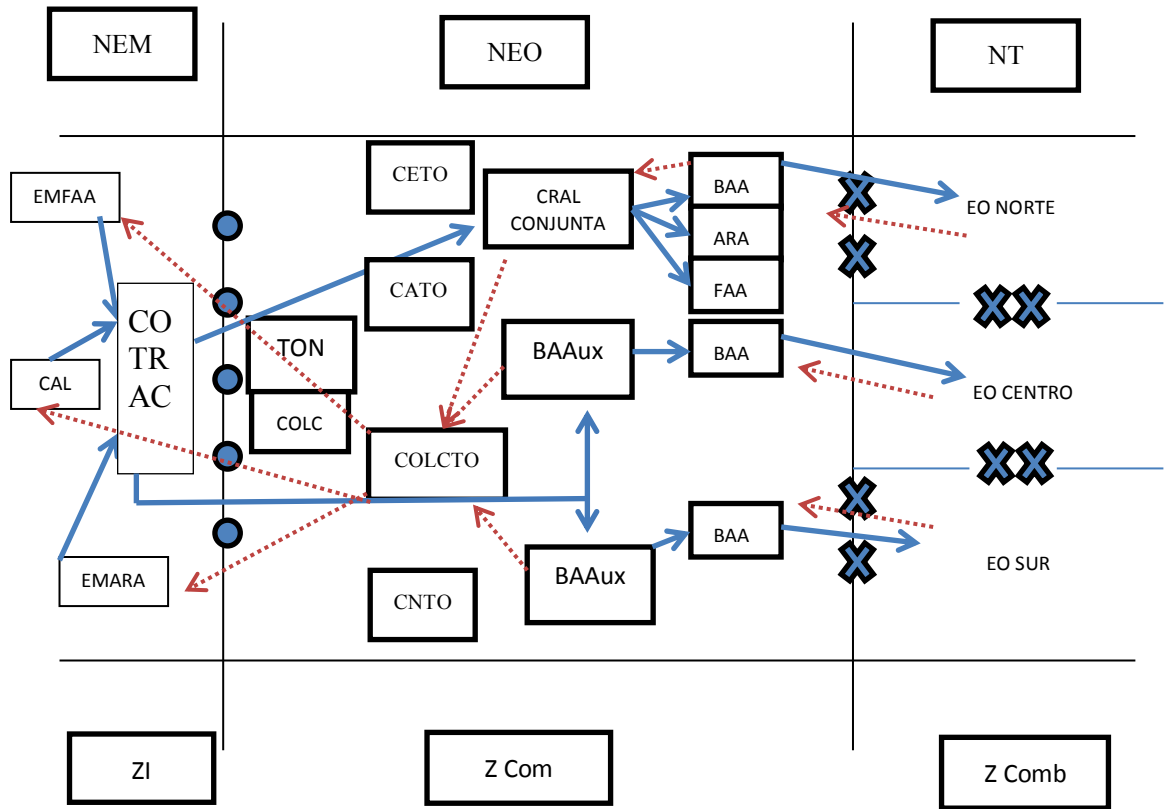 NEM
NEO
NT
CETO
CRAL
CONJUNTA
BAA
ARA
FAA
EO NORTE
EMFAA
CATO
CO
TR
AC
TON
COLC
BAAux
BAA
EO CENTRO
CAL
COLCTO
BAA
EO SUR
EMARA
CNTO
BAAux
ZI
Z Com
Z Comb